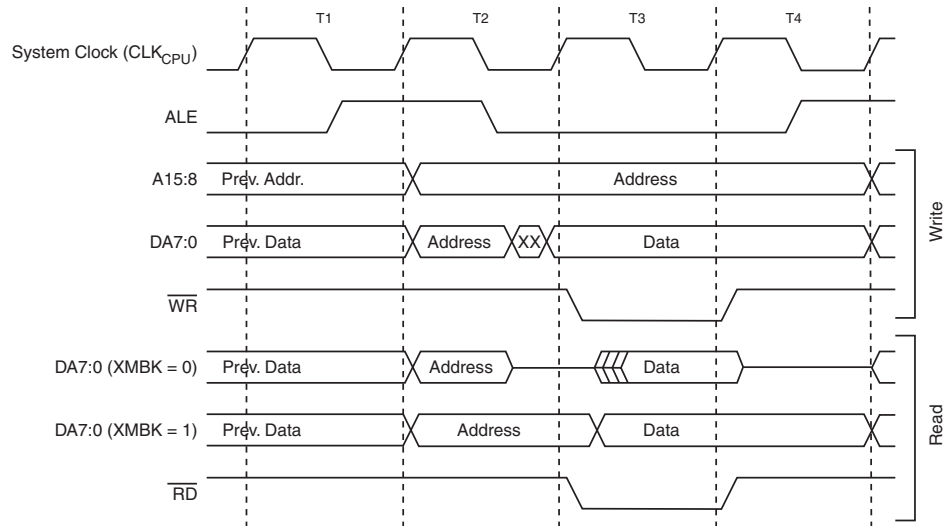 T1 T2 T3 T4
System Clock (CLKCPU)
ALE
A15:8 Prev. Addr. Address
DA7:0 Prev. Data Address XX Data
WR
Write
DA7:0 (XMBK = 0) Prev. Data Address Data
DA7:0 (XMBK = 1) Prev. Data Address Data
RD
Read